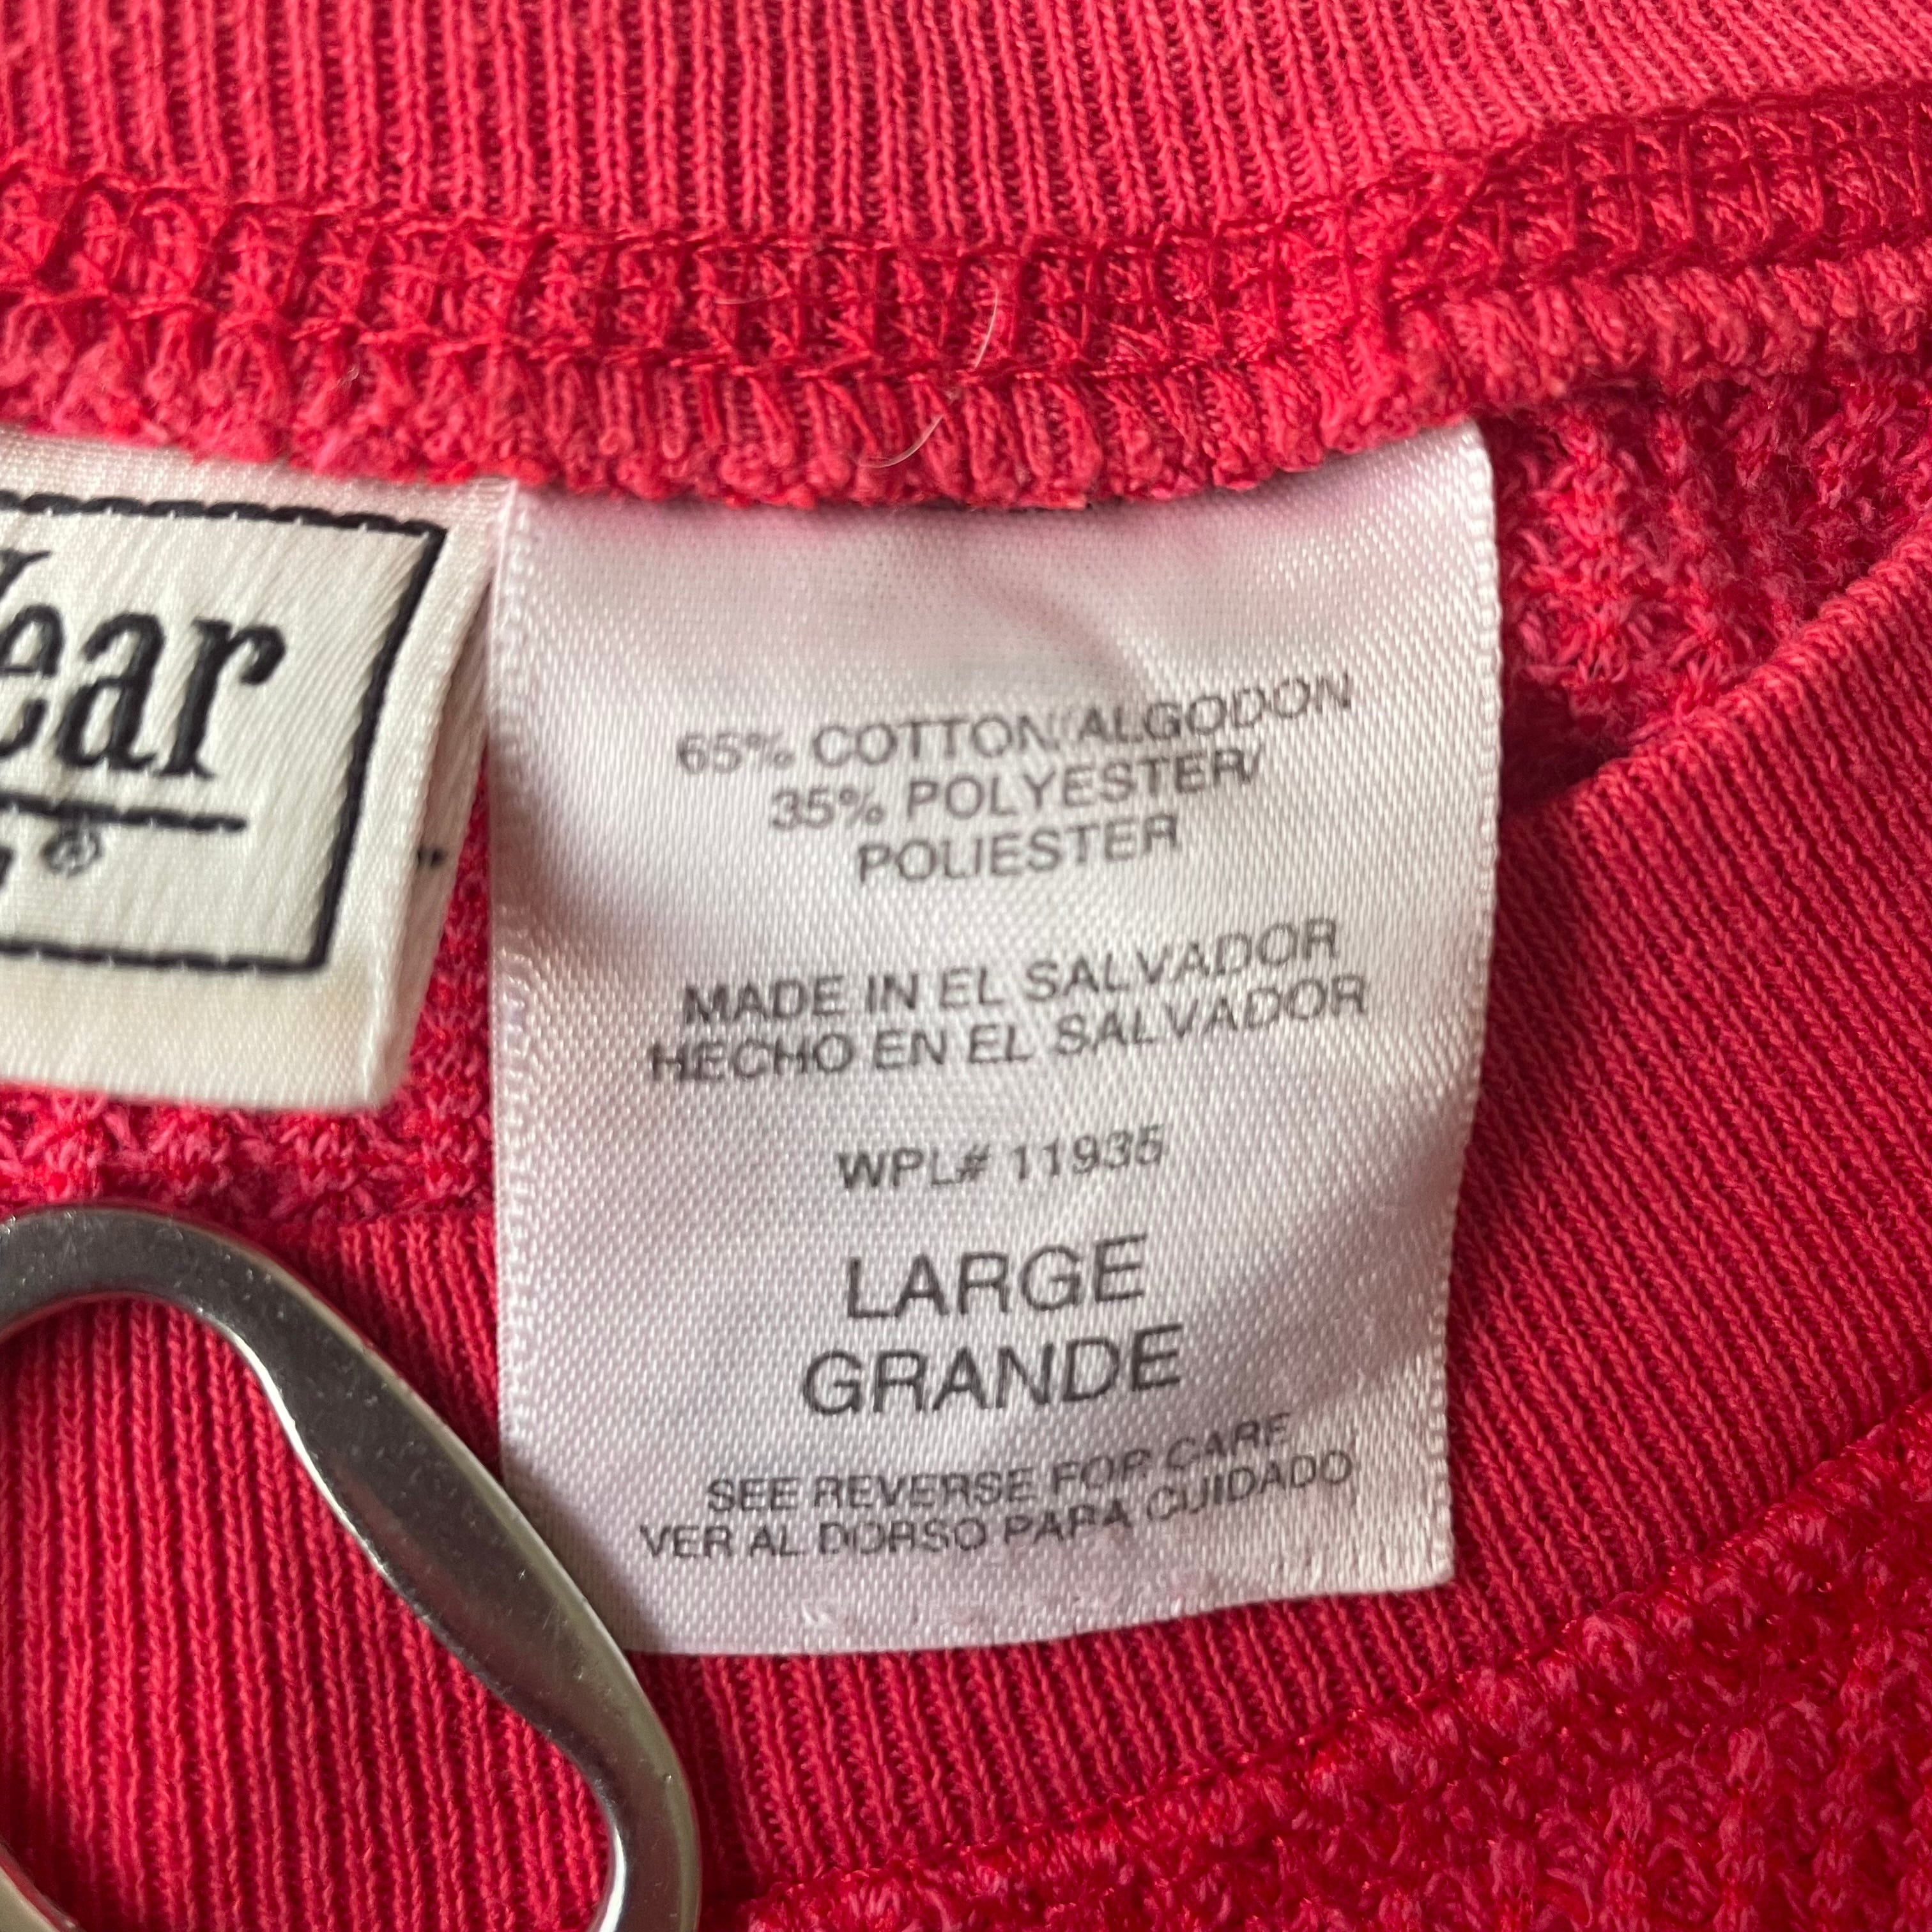 ear
®
65% COTTON/ALGODON
35% POLYESTER/
POLIESTER
MADE IN EL SALVADOR
HECHO EN EL SALVADOR
WPL# 11935
LARGE
GRANDE
SEE REVERSE FOR CARE
VER AL DORSO PARA CUIDADO